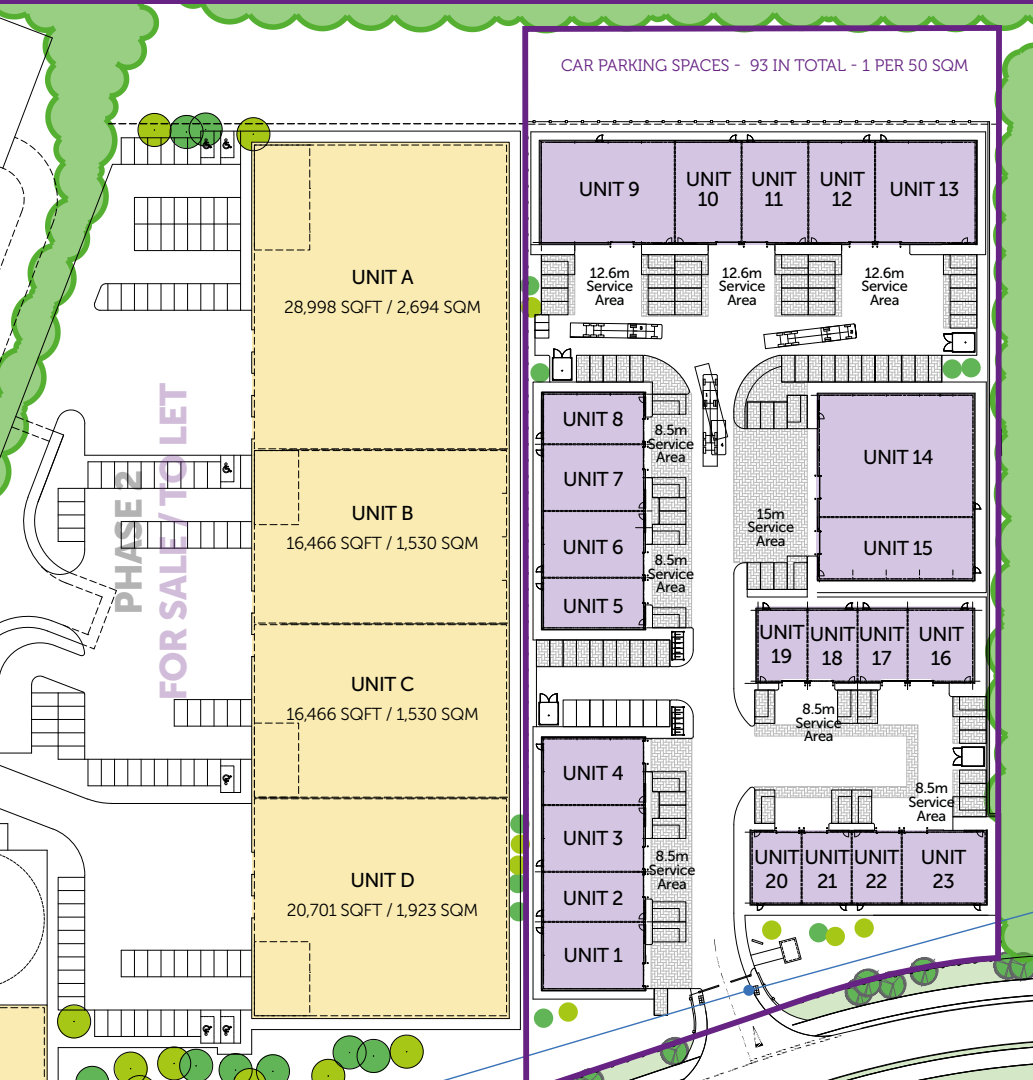 CAR PARKING SPACES - 93 IN TOTAL - 1 PER 50 SQM
UNIT 9
UNIT
10
UNIT
11
UNIT
12
UNIT 13
12.6m
Service
Area
12.6m
Service
Area
12.6m
Service
Area
UNIT A
28,998 SQFT / 2,694 SQM
UNIT B
16,466 SQFT / 1,530 SQM
UNIT C
16,466 SQFT / 1,530 SQM
UNIT D
20,701 SQFT / 1,923 SQM
PHASE 2
FOR SALE / TO LET
UNIT 8
8.5m
Service
Area
UNIT 7
UNIT 6
8.5m
Service
Area
UNIT 5
UNIT 14
15m
Service
Area
UNIT 15
UNIT
19
UNIT
18
UNIT
17
UNIT
16
8.5m
Service
Area
UNIT 4
UNIT 3
8.5m
Service
Area
UNIT 2
UNIT 1
8.5m
Service
Area
UNIT
20
UNIT
21
UNIT
22
UNIT
23